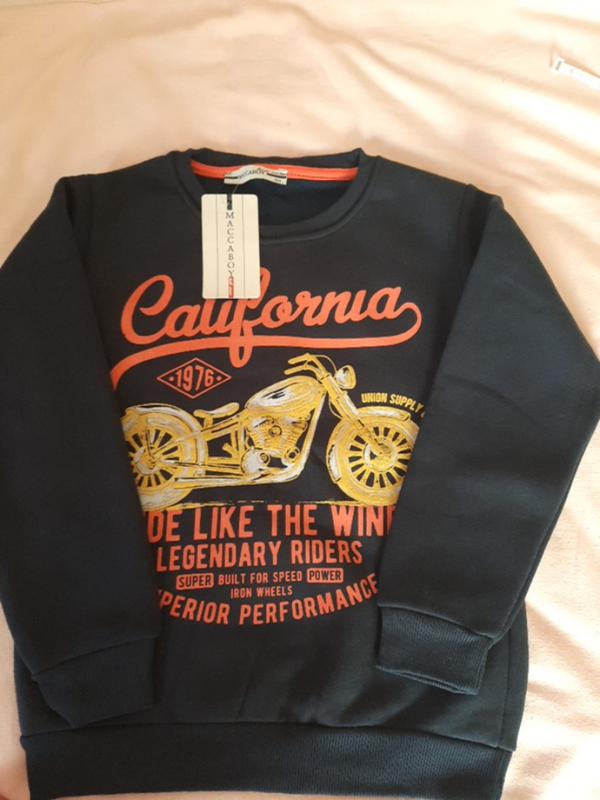 MACCABOY
California
·1976·
UNION SUPPLY
DE LIKE THE WIN
LEGENDARY RIDERS
SUPER BUILT FOR SPEED POWER
IRON WHEELS
PERIOR PERFORMANCE